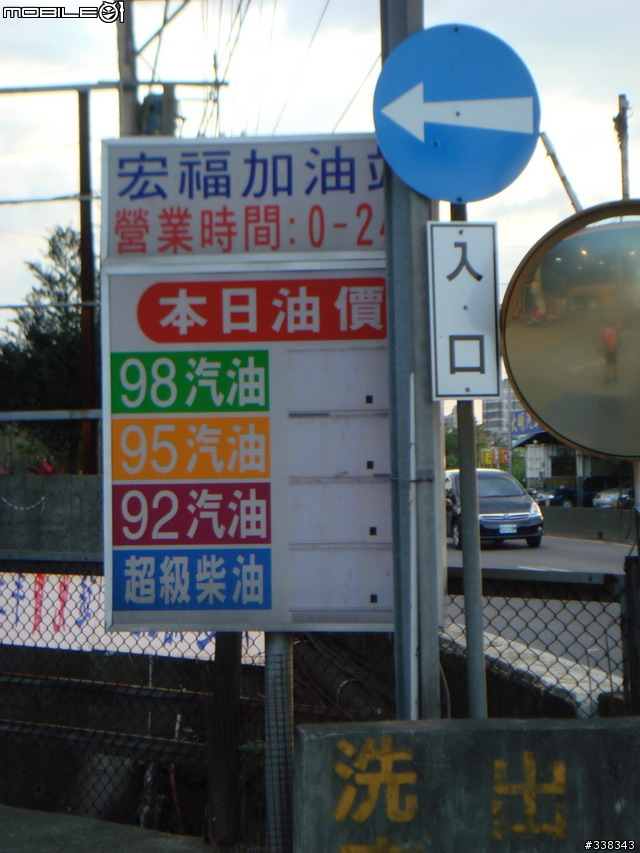 mobile01
宏福加油站
營業時間:0-24
本日油價
98汽油
95汽油
92汽油
超級柴油
入口
洗 出
#338343